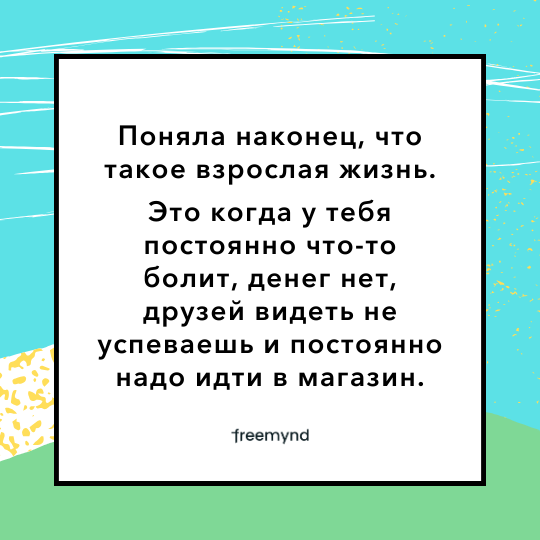 Поняла наконец, что
такое взрослая жизнь.
Это когда у тебя
постоянно что-то
болит, денег нет,
друзей видеть не
успеваешь и постоянно
надо идти в магазин.
freemynd